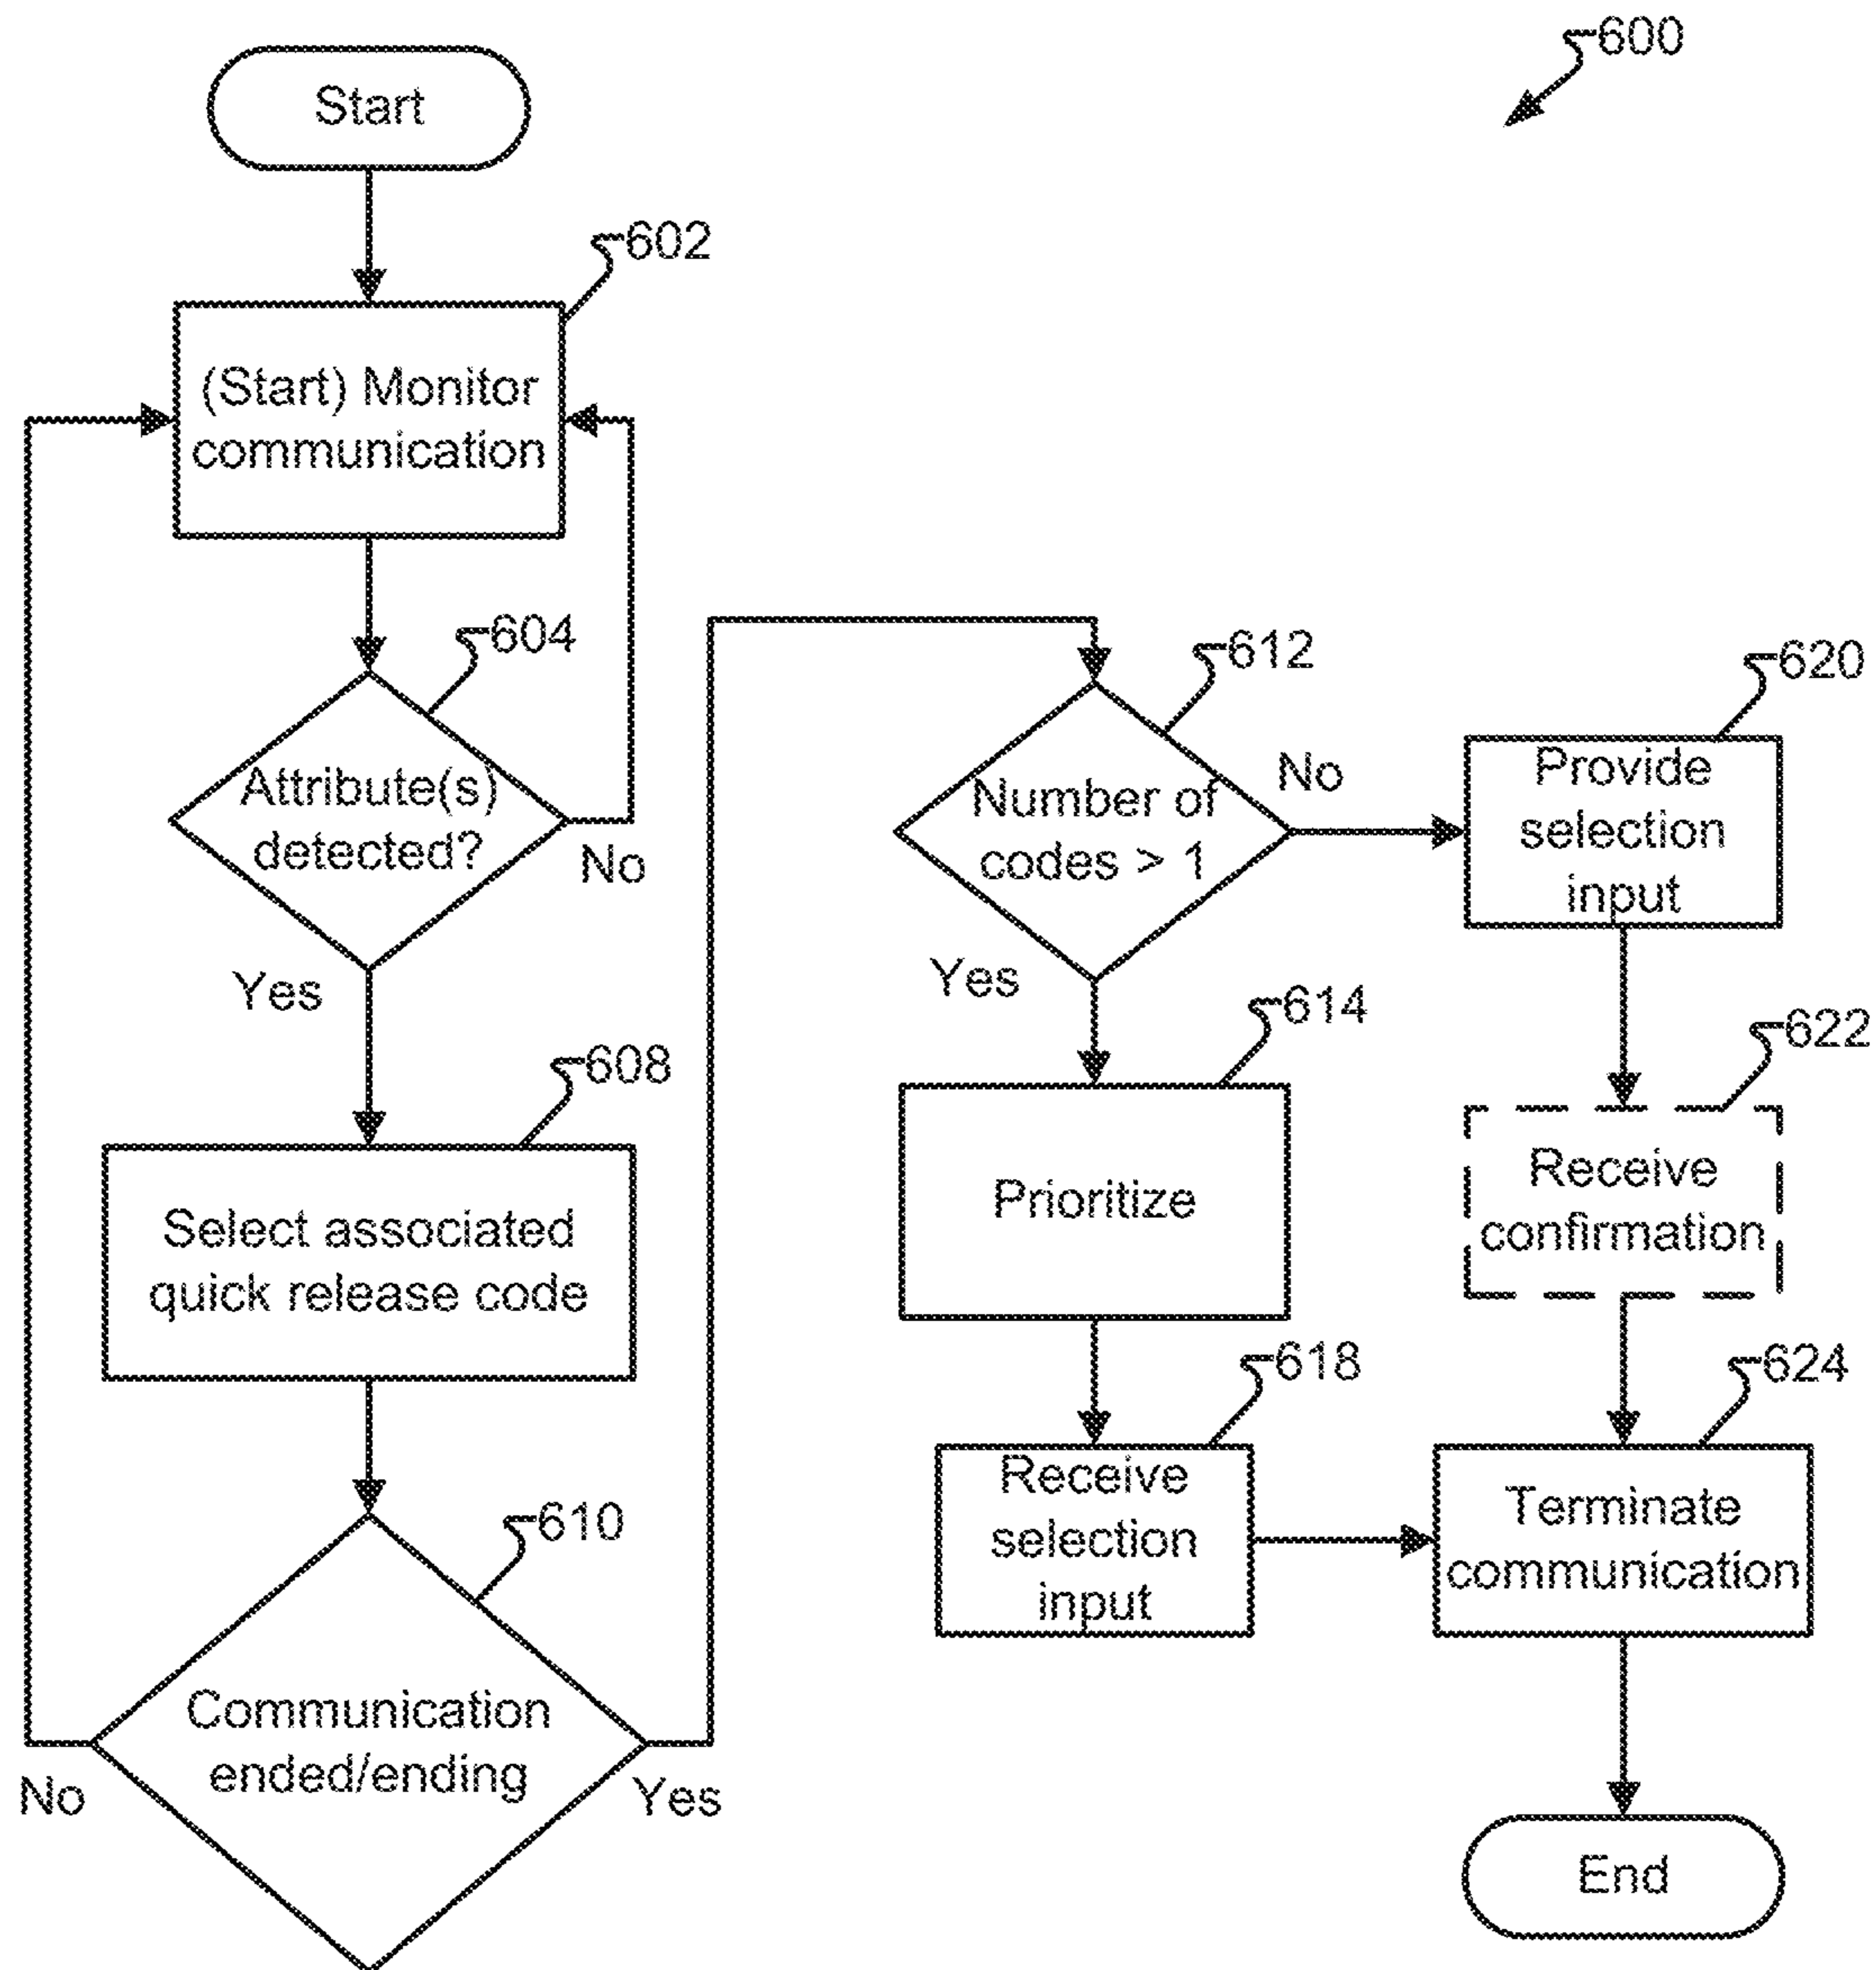 600
Start
602
(Start) Monitor
communication
604
Attribute(s)
detected?
No
Yes
608
Select associated
quick release code
610
Communication
ended/ending
No
Yes
612
Number of
codes > 1
No
Yes
614
Prioritize
618
Receive
selection
input
620
Provide
selection
input
622
Receive
confirmation
624
Terminate
communication
End